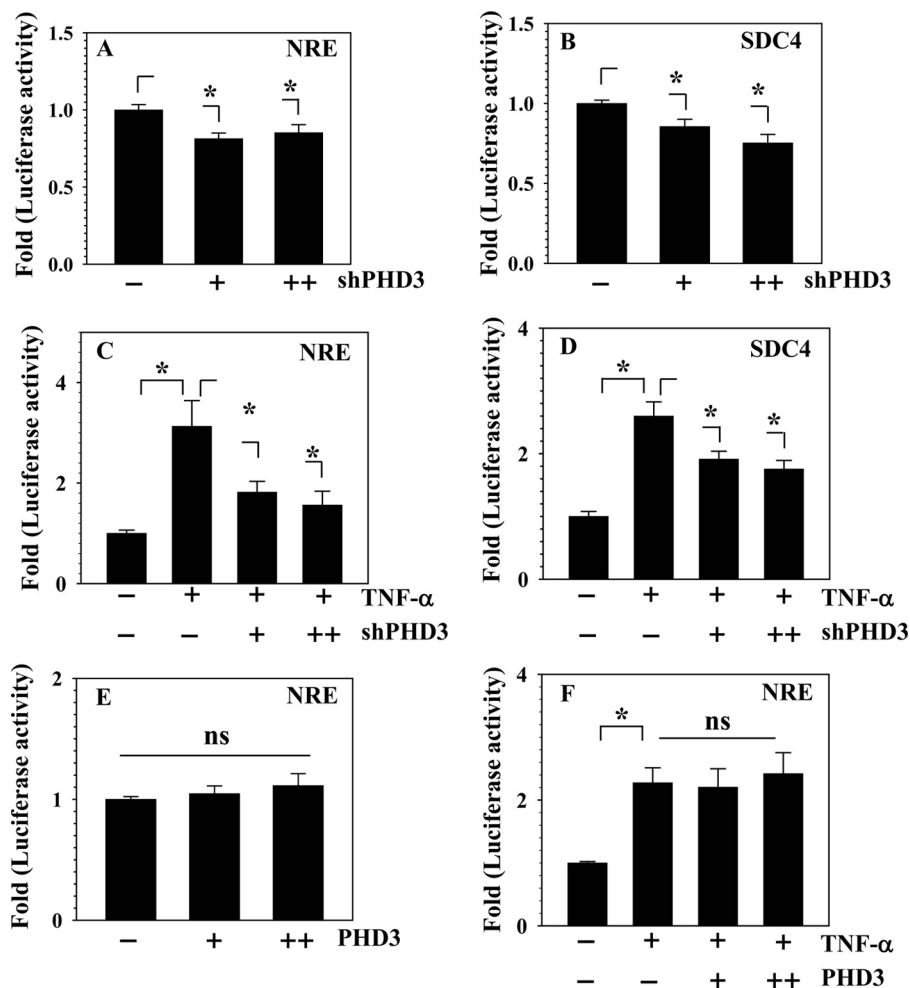 A NRE
Fold (Luciferase activity)
1.5
1.0
0.5
0.0
* *
– + ++ shPHD3
B SDC4
Fold (Luciferase activity)
1.5
1.0
0.5
0.0
* *
– + ++ shPHD3
C NRE
Fold (Luciferase activity)
4
2
0
* * *
– + + + TNF-α
– – + ++ shPHD3
D SDC4
Fold (Luciferase activity)
4
2
0
* * *
– + + + TNF-α
– – + ++ shPHD3
E NRE
Fold (Luciferase activity)
2
1
0
ns
– + ++ PHD3
F NRE
Fold (Luciferase activity)
4
2
0
* ns
– + + + TNF-α
– – + ++ PHD3